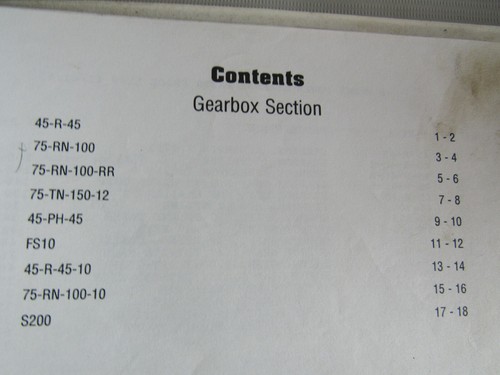 Contents
Gearbox Section
45-R-45 1 - 2
75-RN-100 3 - 4
75-RN-100-RR 5 - 6
75-TN-150-12 7 - 8
45-PH-45 9 - 10
FS10 11 - 12
45-R-45-10 13 - 14
75-RN-100-10 15 - 16
S200 17 - 18